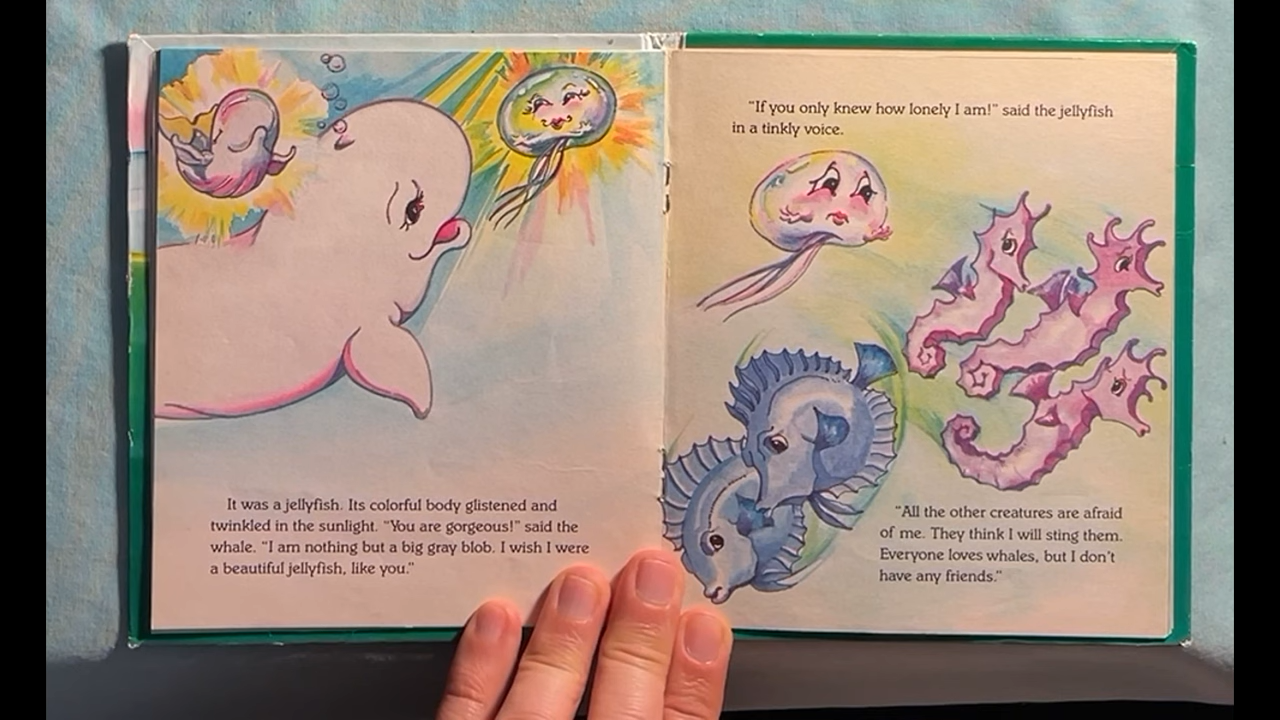 It was a jellyfish. Its colorful body glistened and
twinkled in the sunlight. “You are gorgeous!” said the
whale. “I am nothing but a big gray blob. I wish I were
a beautiful jellyfish, like you.”
“If you only knew how lonely I am!” said the jellyfish
in a tinkly voice.
“All the other creatures are afraid
of me. They think I will sting them.
Everyone loves whales, but I don’t
have any friends.”